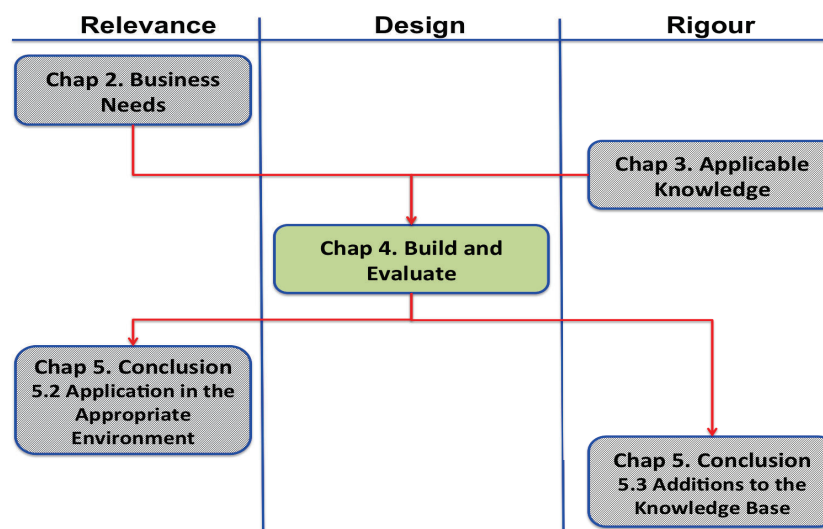 Relevance
Design
Rigour
Chap 2. Business
Needs
Chap 3. Applicable
Knowledge
Chap 4. Build and
Evaluate
Chap 5. Conclusion
5.2 Application in the
Appropriate
Environment
Chap 5. Conclusion
5.3 Additions to the
Knowledge Base